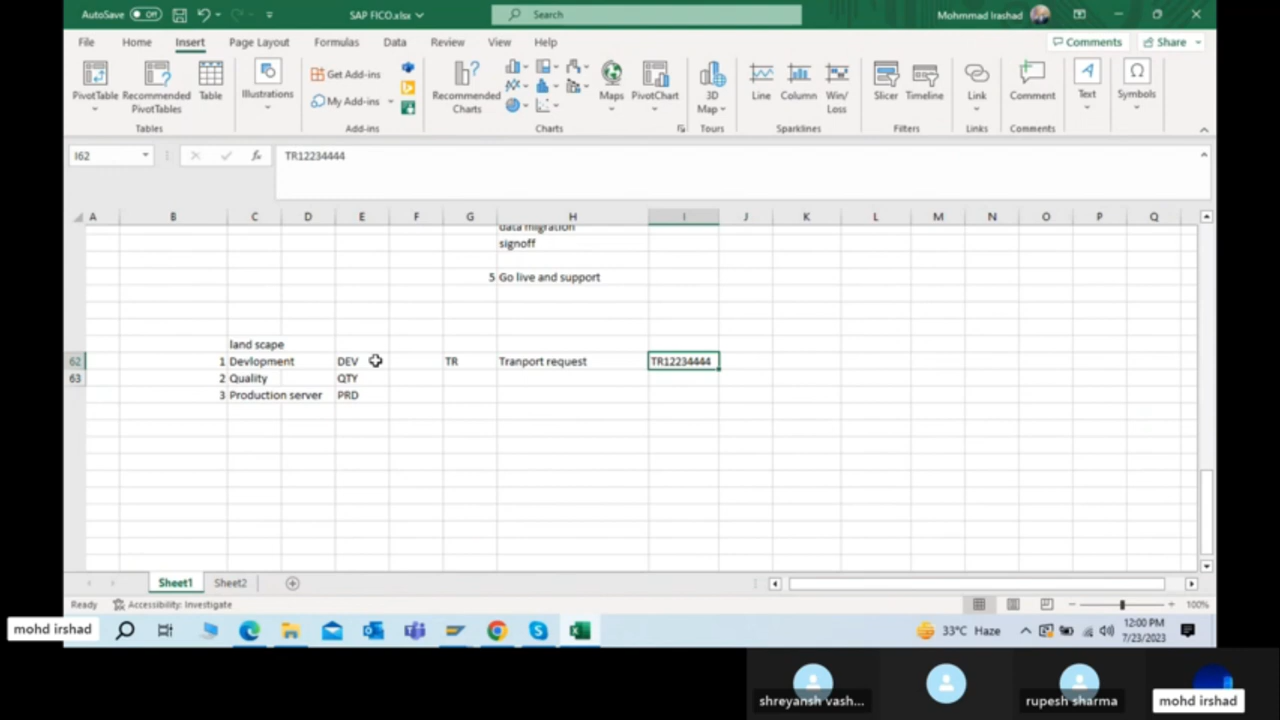 AutoSave Off SAP FICO.xlsx Search Mohmmad Irashad
File Home Insert Page Layout Formulas Data Review View Help Comments Share
PivotTable Recommended PivotTables Table Illustrations Get Add-ins My Add-ins Recommended Charts Maps PivotChart 3D Map Line Column Win/Loss Slicer Timeline Link Comment Text Symbols
Tables Add-ins Charts Tours Sparklines Filters Links Comments
I62 fx TR12234444
A B C D E F G H I J K L M N O P Q
data migration
signoff
5 Go live and support
land scape
62 1 Devlopment DEV TR Tranport request TR12234444
63 2 Quality QTY
3 Production server PRD
Sheet1 Sheet2
Ready Accessibility: Investigate 100%
mohd irshad 33°C Haze 12:00 PM
7/23/2023
shreyansh vash... rupesh sharma mohd irshad